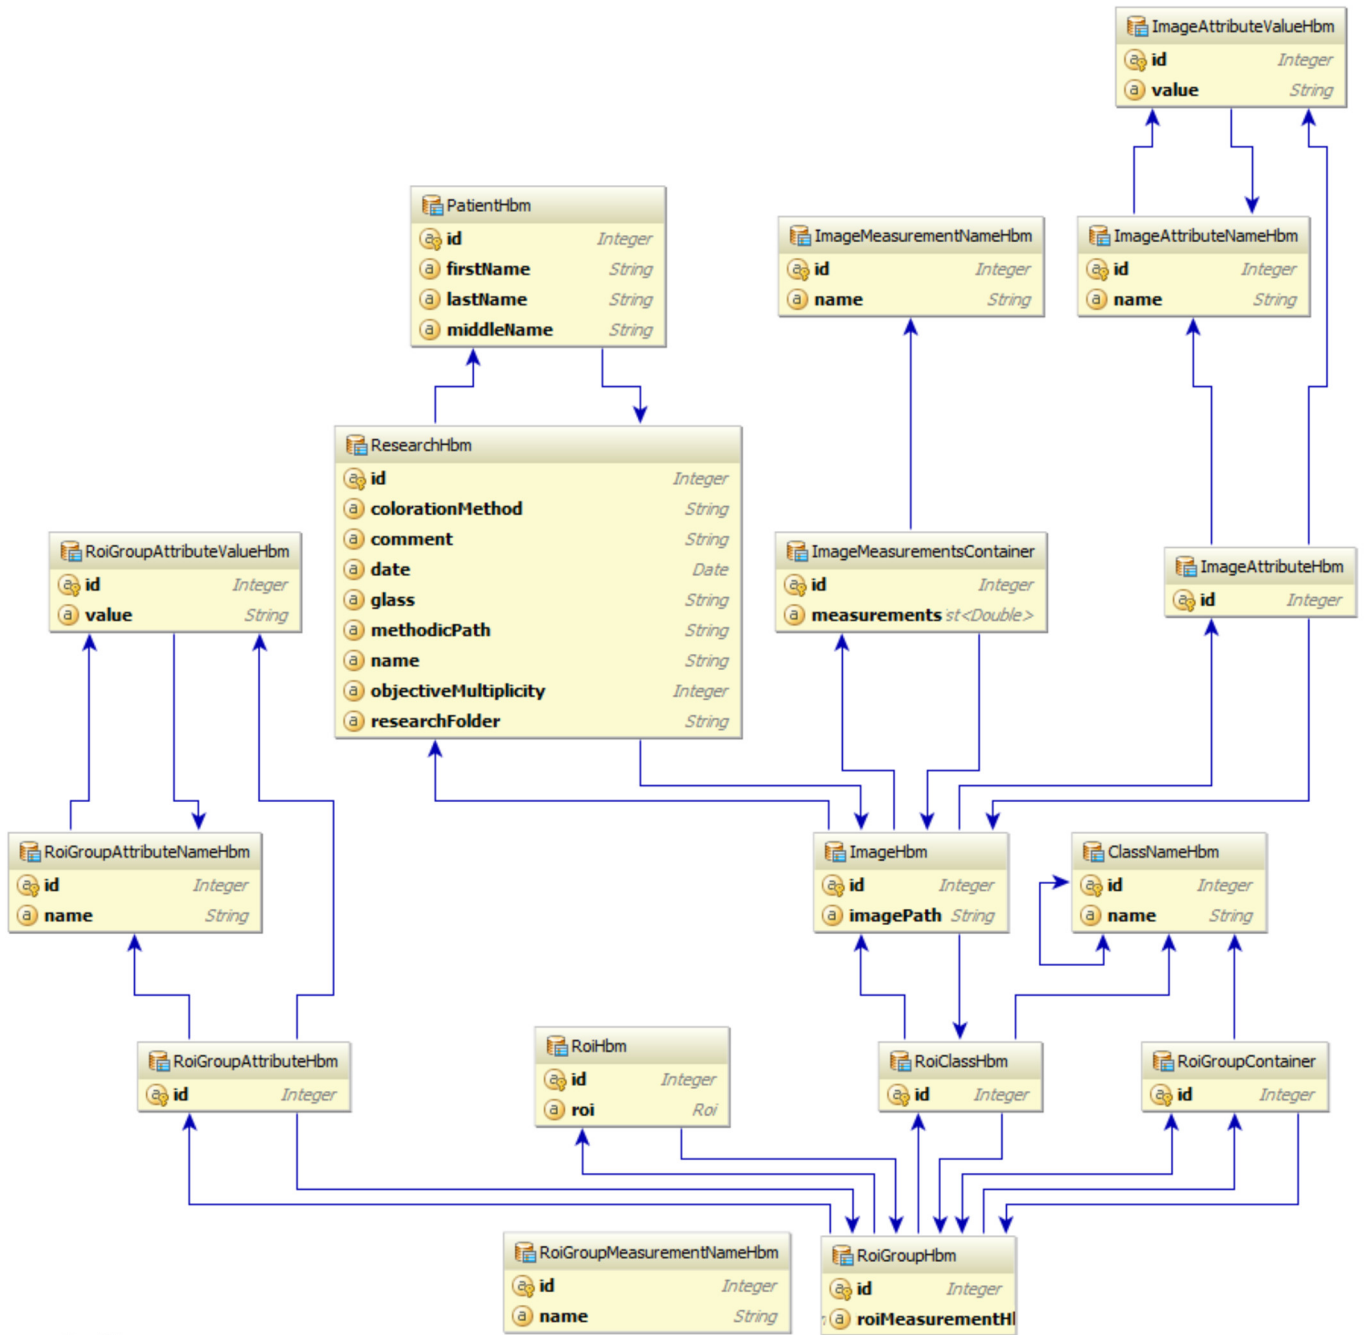 ImageAttributeValueHbm
id Integer
value String
PatientHbm
id Integer
firstName String
lastName String
middleName String
ImageMeasurementNameHbm
id Integer
name String
ImageAttributeNameHbm
id Integer
name String
ResearchHbm
id Integer
colorationMethod String
comment String
date Date
glass String
methodicPath String
name String
objectiveMultiplicity Integer
researchFolder String
RoiGroupAttributeValueHbm
id Integer
value String
ImageMeasurementsContainer
id Integer
measurements st<Double>
ImageAttributeHbm
id Integer
RoiGroupAttributeNameHbm
id Integer
name String
ImageHbm
id Integer
imagePath String
ClassNameHbm
id Integer
name String
RoiGroupAttributeHbm
id Integer
RoiHbm
id Integer
roi Roi
RoiClassHbm
id Integer
RoiGroupContainer
id Integer
RoiGroupMeasurementNameHbm
id Integer
name String
RoiGroupHbm
id Integer